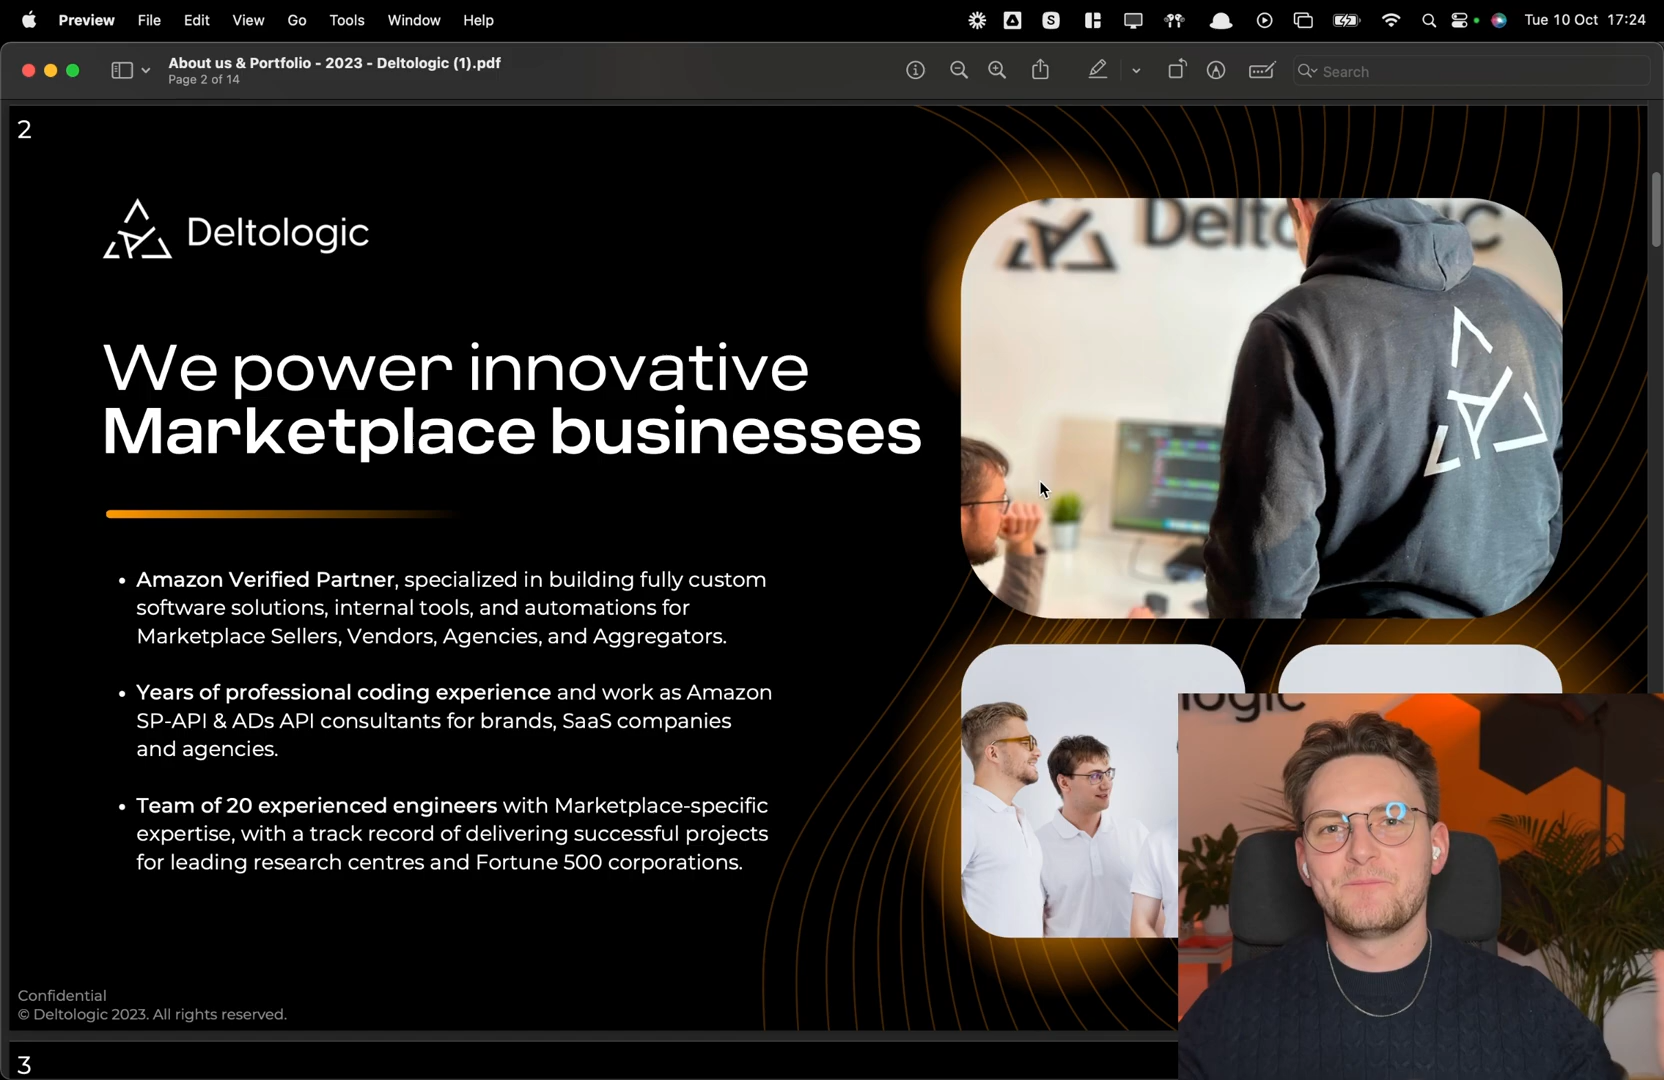 Preview File Edit View Go Tools Window Help
Tue 10 Oct 17:24
About us & Portfolio - 2023 - Deltologic (1).pdf
Page 2 of 14
Search
2
Deltologic
We power innovative
Marketplace businesses
• Amazon Verified Partner, specialized in building fully custom
software solutions, internal tools, and automations for
Marketplace Sellers, Vendors, Agencies, and Aggregators.
• Years of professional coding experience and work as Amazon
SP-API & ADs API consultants for brands, SaaS companies
and agencies.
• Team of 20 experienced engineers with Marketplace-specific
expertise, with a track record of delivering successful projects
for leading research centres and Fortune 500 corporations.
Confidential
© Deltologic 2023. All rights reserved.
3